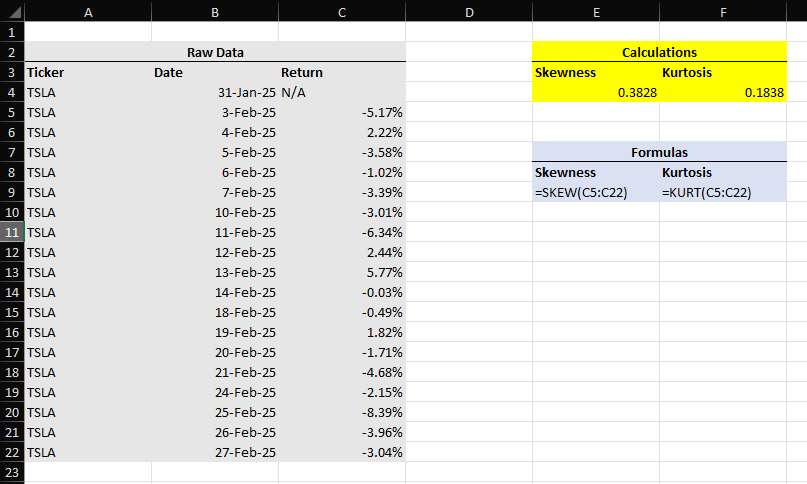 A B C D E F
1
2 Raw Data Calculations
3 Ticker Date Return Skewness Kurtosis
4 TSLA 31-Jan-25 N/A 0.3828 0.1838
5 TSLA 3-Feb-25 -5.17%
6 TSLA 4-Feb-25 2.22%
7 TSLA 5-Feb-25 -3.58% Formulas
8 TSLA 6-Feb-25 -1.02% Skewness Kurtosis
9 TSLA 7-Feb-25 -3.39% =SKEW(C5:C22) =KURT(C5:C22)
10 TSLA 10-Feb-25 -3.01%
11 TSLA 11-Feb-25 -6.34%
12 TSLA 12-Feb-25 2.44%
13 TSLA 13-Feb-25 5.77%
14 TSLA 14-Feb-25 -0.03%
15 TSLA 18-Feb-25 -0.49%
16 TSLA 19-Feb-25 1.82%
17 TSLA 20-Feb-25 -1.71%
18 TSLA 21-Feb-25 -4.68%
19 TSLA 24-Feb-25 -2.15%
20 TSLA 25-Feb-25 -8.39%
21 TSLA 26-Feb-25 -3.96%
22 TSLA 27-Feb-25 -3.04%
23